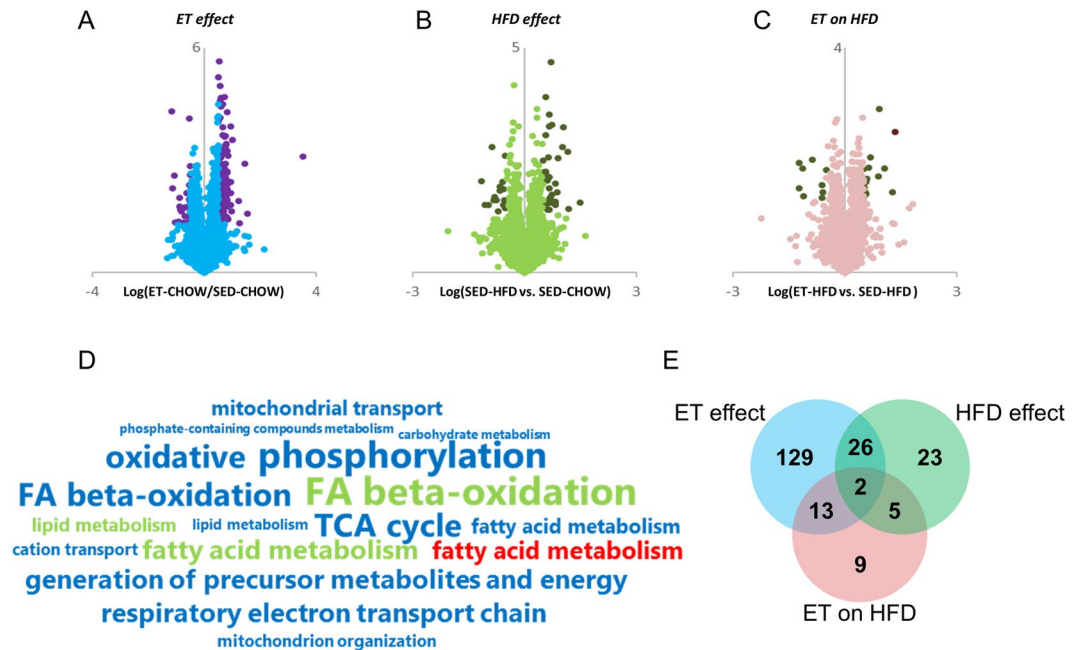 A
ET effect
6
-4
Log(ET-CHOW/SED-CHOW)
4
B
HFD effect
5
-3
Log(SED-HFD vs. SED-CHOW)
3
C
ET on HFD
4
-3
Log(ET-HFD vs. SED-HFD )
3
D
mitochondrial transport
phosphate-containing compounds metabolism
carbohydrate metabolism
oxidative phosphorylation
FA beta-oxidation FA beta-oxidation
lipid metabolism lipid metabolism TCA cycle fatty acid metabolism
cation transport fatty acid metabolism fatty acid metabolism
generation of precursor metabolites and energy
respiratory electron transport chain
mitochondrion organization
E
ET effect
HFD effect
129
26
23
2
13
5
9
ET on HFD